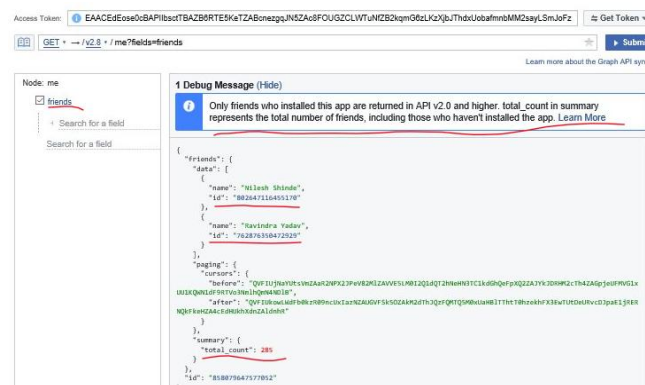 Access Token:
Get Token
GET → /v2.8 / me?fields=friends
Subm
Learn more about the Graph API syn
Node: me
friends
+ Search for a field
Search for a field
1 Debug Message (Hide)
Only friends who installed this app are returned in API v2.0 and higher. total_count in summary
represents the total number of friends, including those who haven't installed the app. Learn More
{
"friends": {
"data": [
{
"name": "Nilesh Shinde",
"id": "802647116455170"
},
{
"name": "Ravindra Yadav",
"id": "762876350472929"
}
],
"paging": {
"cursors": {
"before":
"after":
}
},
"summary": {
"total_count": 285
}
},
"id": "858079647577052"